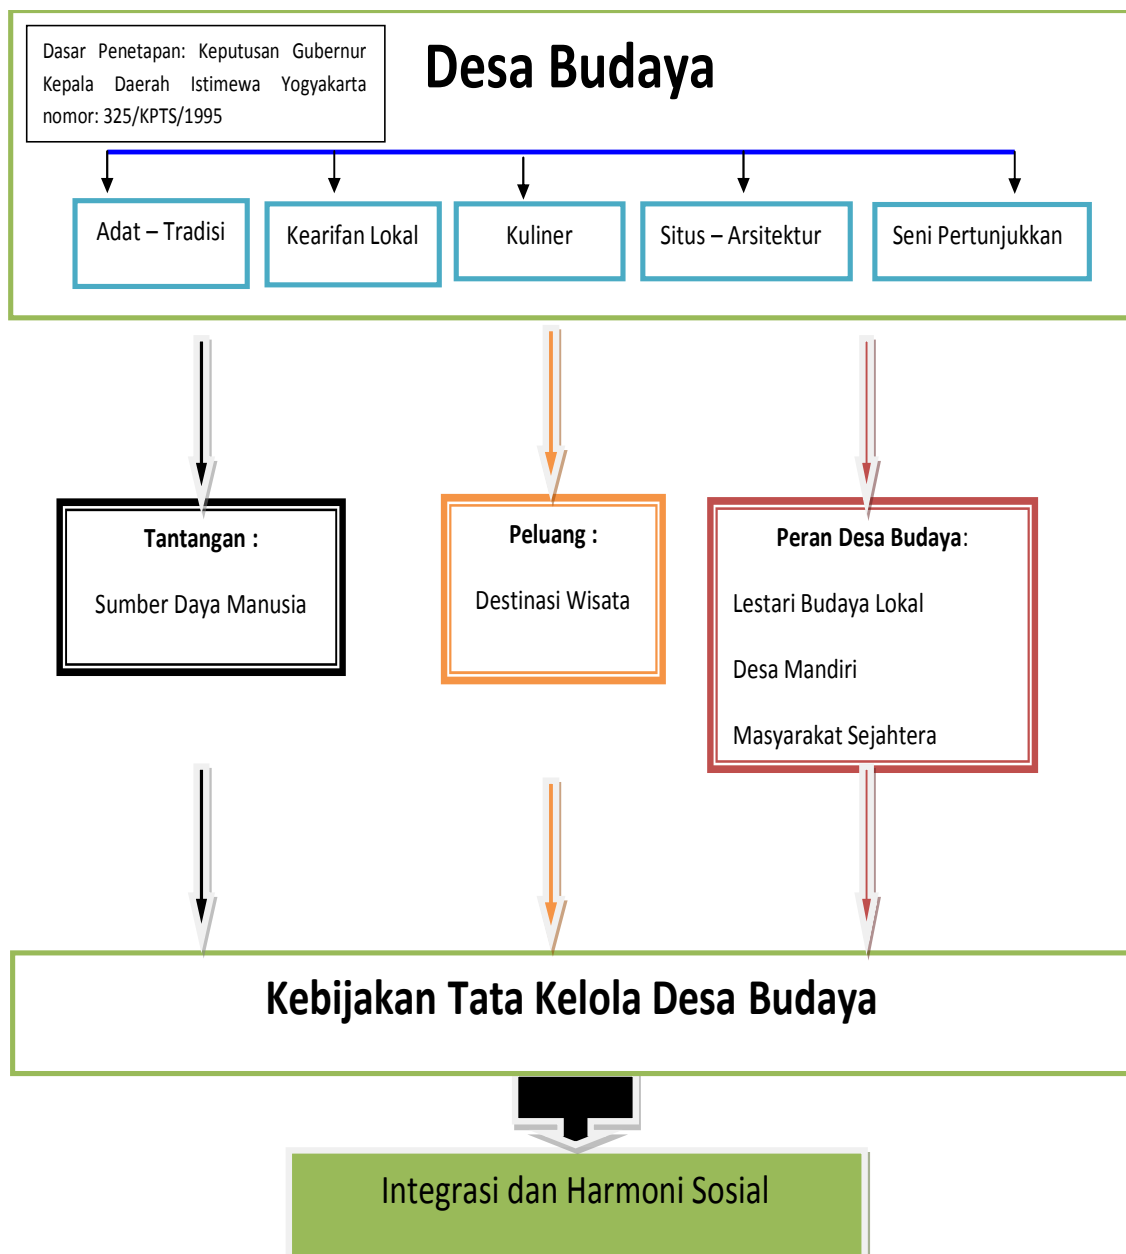 Dasar Penetapan: Keputusan Gubernur
Kepala Daerah Istimewa Yogyakarta
nomor: 325/KPTS/1995
Desa Budaya
Adat – Tradisi
Kearifan Lokal
Kuliner
Situs – Arsitektur
Seni Pertunjukkan
Tantangan :
Sumber Daya Manusia
Peluang :
Destinasi Wisata
Peran Desa Budaya:
Lestari Budaya Lokal
Desa Mandiri
Masyarakat Sejahtera
Kebijakan Tata Kelola Desa Budaya
Integrasi dan Harmoni Sosial